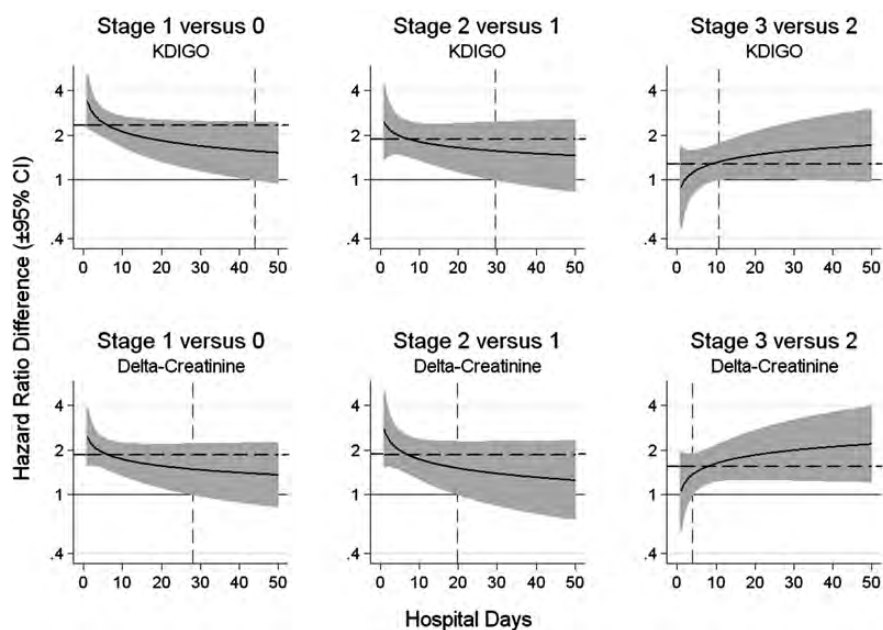 Stage 1 versus 0
KDIGO
Stage 2 versus 1
KDIGO
Stage 3 versus 2
KDIGO
4
2
1
.4
0 10 20 30 40 50
4
2
1
.4
0 10 20 30 40 50
4
2
1
.4
0 10 20 30 40 50
Hazard Ratio Difference (±95% CI)
Stage 1 versus 0
Delta-Creatinine
Stage 2 versus 1
Delta-Creatinine
Stage 3 versus 2
Delta-Creatinine
4
2
1
.4
0 10 20 30 40 50
4
2
1
.4
0 10 20 30 40 50
4
2
1
.4
0 10 20 30 40 50
Hospital Days